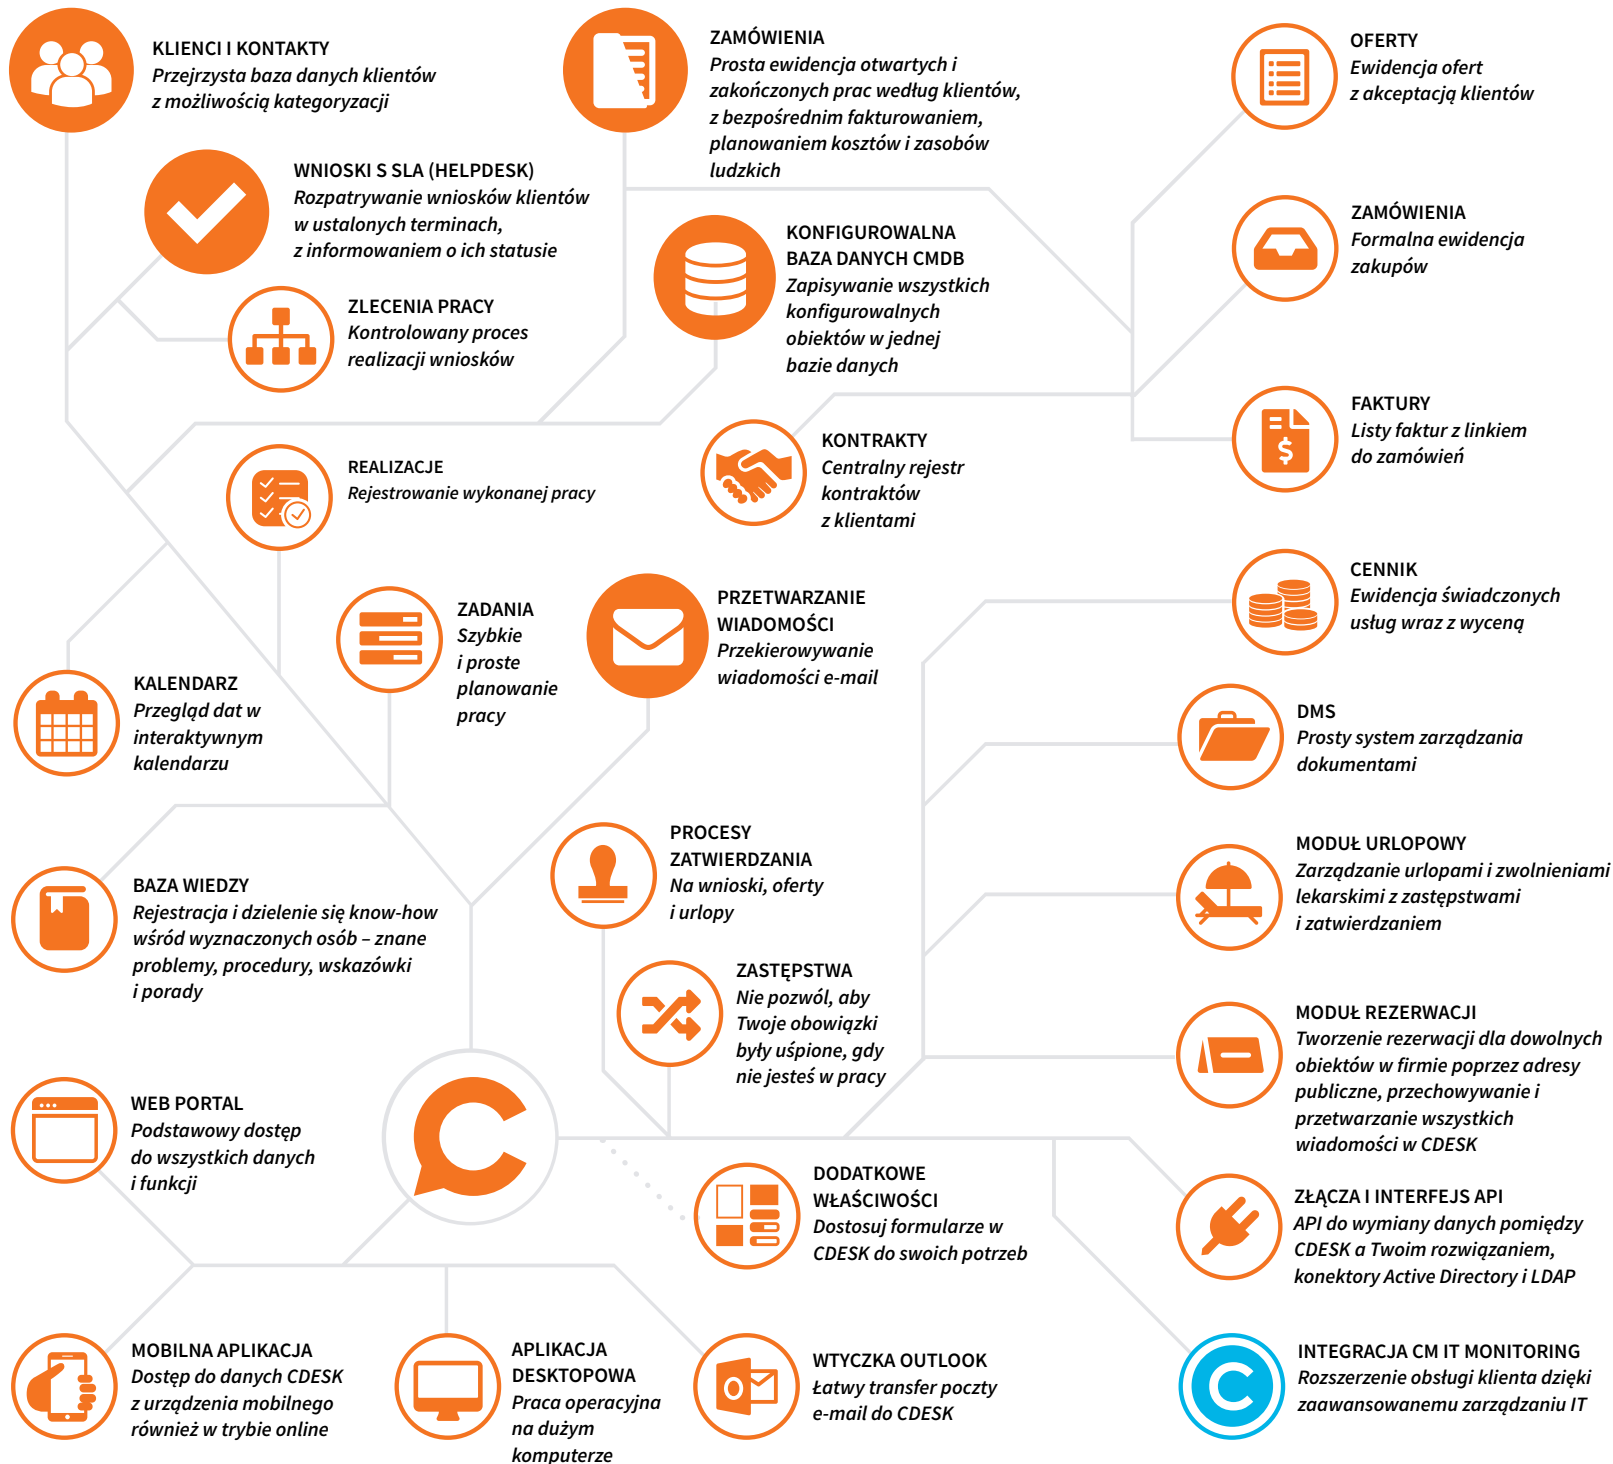 KLIENCI I KONTAKTY
Przejrzysta baza danych klientów
z możliwością kategoryzacji
ZAMÓWIENIA
Prosta ewidencja otwartych i
zakończonych prac według klientów,
z bezpośrednim fakturowaniem,
planowaniem kosztów i zasobów
ludzkich
OFERTY
Ewidencja ofert
z akceptacją klientów
WNIOSKI S SLA (HELPDESK)
Rozpatrywanie wniosków klientów
w ustalonych terminach,
z informowaniem o ich statusie
KONFIGUROWALNA
BAZA DANYCH CMDB
Zapisywanie wszystkich
konfigurowalnych
obiektów w jednej
bazie danych
ZAMÓWIENIA
Formalna ewidencja
zakupów
ZLECENIA PRACY
Kontrolowany proces
realizacji wniosków
KONTRAKTY
Centralny rejestr
kontraktów
z klientami
FAKTURY
Listy faktur z linkiem
do zamówień
REALIZACJE
Rejestrowanie wykonanej pracy
ZADANIA
Szybkie
i proste
planowanie
pracy
PRZETWARZANIE
WIADOMOŚCI
Przekierowywanie
wiadomości e-mail
CENNIK
Ewidencja świadczonych
usług wraz z wyceną
KALENDARZ
Przegląd dat w
interaktywnym
kalendarzu
DMS
Prosty system zarządzania
dokumentami
PROCESY
ZATWIERDZANIA
Na wnioski, oferty
i urlopy
MODUŁ URLOPOWY
Zarządzanie urlopami i zwolnieniami
lekarskimi z zastępstwami
i zatwierdzaniem
BAZA WIEDZY
Rejestracja i dzielenie się know-how
wśród wyznaczonych osób – znane
problemy, procedury, wskazówki
i porady
ZASTĘPSTWA
Nie pozwól, aby
Twoje obowiązki
były uśpione, gdy
nie jesteś w pracy
MODUŁ REZERWACJI
Tworzenie rezerwacji dla dowolnych
obiektów w firmie poprzez adresy
publiczne, przechowywanie i
przetwarzanie wszystkich
wiadomości w CDESK
WEB PORTAL
Podstawowy dostęp
do wszystkich danych
i funkcji
DODATKOWE
WŁAŚCIWOŚCI
Dostosuj formularze w
CDESK do swoich potrzeb
ZŁĄCZA I INTERFEJS API
API do wymiany danych pomiędzy
CDESK a Twoim rozwiązaniem,
konektory Active Directory i LDAP
MOBILNA APLIKACJA
Dostęp do danych CDESK
z urządzenia mobilnego
również w trybie online
APLIKACJA
DESKTOPOWA
Praca operacyjna
na dużym
komputerze
WTYCZKA OUTLOOK
Łatwy transfer poczty
e-mail do CDESK
INTEGRACJA CM IT MONITORING
Rozszerzenie obsługi klienta dzięki
zaawansowanemu zarządzaniu IT